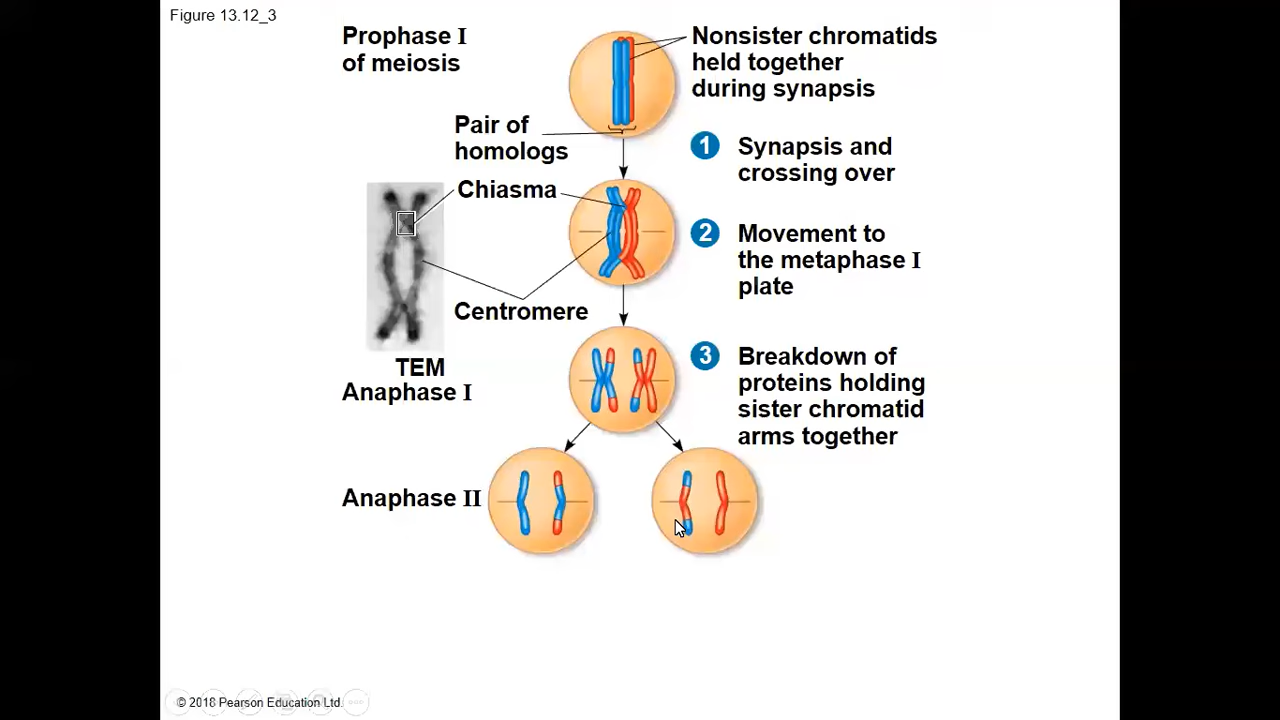 Figure 13.12_3
Prophase I
of meiosis
Nonsister chromatids
held together
during synapsis
Pair of
homologs
1 Synapsis and
crossing over
Chiasma
2 Movement to
the metaphase I
plate
Centromere
TEM
Anaphase I
3 Breakdown of
proteins holding
sister chromatid
arms together
Anaphase II
© 2018 Pearson Education Ltd.